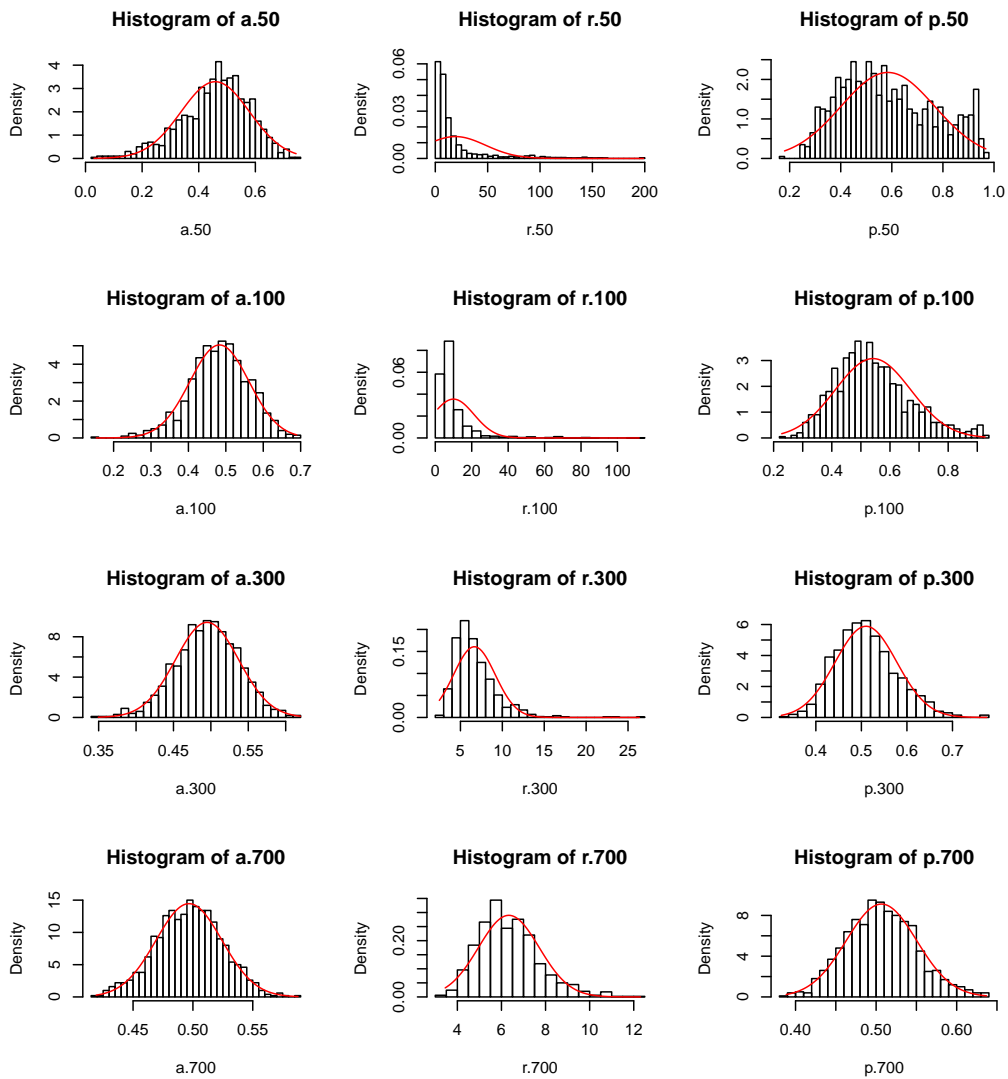 Histogram of a.50
Density
0 1 2 3 4
0.0 0.2 0.4 0.6
a.50
Histogram of r.50
Density
0.00 0.03 0.06
0 50 100 150 200
r.50
Histogram of p.50
Density
0.0 1.0 2.0
0.2 0.4 0.6 0.8 1.0
p.50
Histogram of a.100
Density
0 2 4
0.2 0.3 0.4 0.5 0.6 0.7
a.100
Histogram of r.100
Density
0.00 0.06
0 20 40 60 80 100
r.100
Histogram of p.100
Density
0 1 2 3
0.2 0.4 0.6 0.8
p.100
Histogram of a.300
Density
0 4 8
0.35 0.45 0.55
a.300
Histogram of r.300
Density
0.00 0.15
5 10 15 20 25
r.300
Histogram of p.300
Density
0 2 4 6
0.4 0.5 0.6 0.7
p.300
Histogram of a.700
Density
0 5 10 15
0.45 0.50 0.55
a.700
Histogram of r.700
Density
0.00 0.20
4 6 8 10 12
r.700
Histogram of p.700
Density
0 4 8
0.40 0.50 0.60
p.700